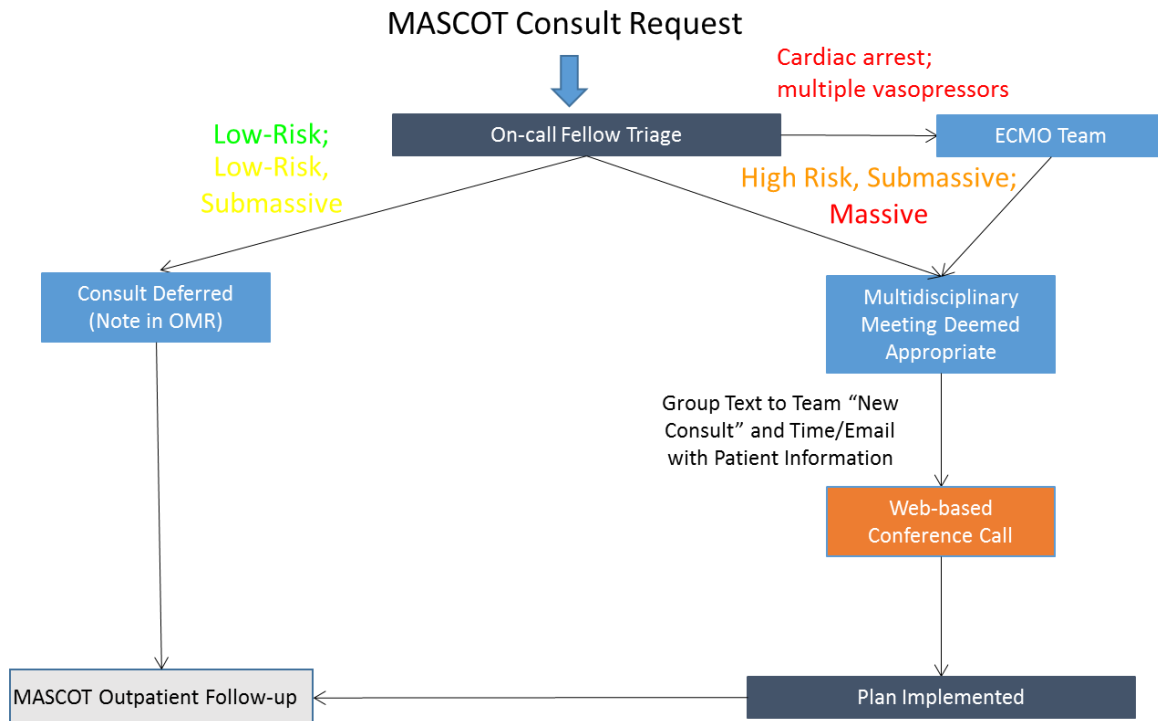 MASCOT Consult Request
Cardiac arrest;
multiple vasopressors
On-call Fellow Triage
ECMO Team
Low-Risk;
Low-Risk,
Submassive
High Risk, Submassive;
Massive
Consult Deferred
(Note in OMR)
Multidisciplinary
Meeting Deemed
Appropriate
Group Text to Team “New
Consult” and Time/Email
with Patient Information
Web-based
Conference Call
MASCOT Outpatient Follow-up
Plan Implemented